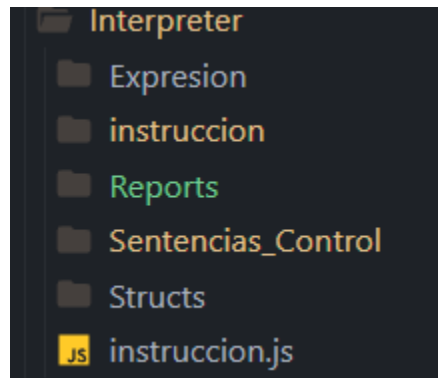 Interpreter
Expresion
instruccion
Reports
Sentencias_Control
Structs
JS instruccion.js